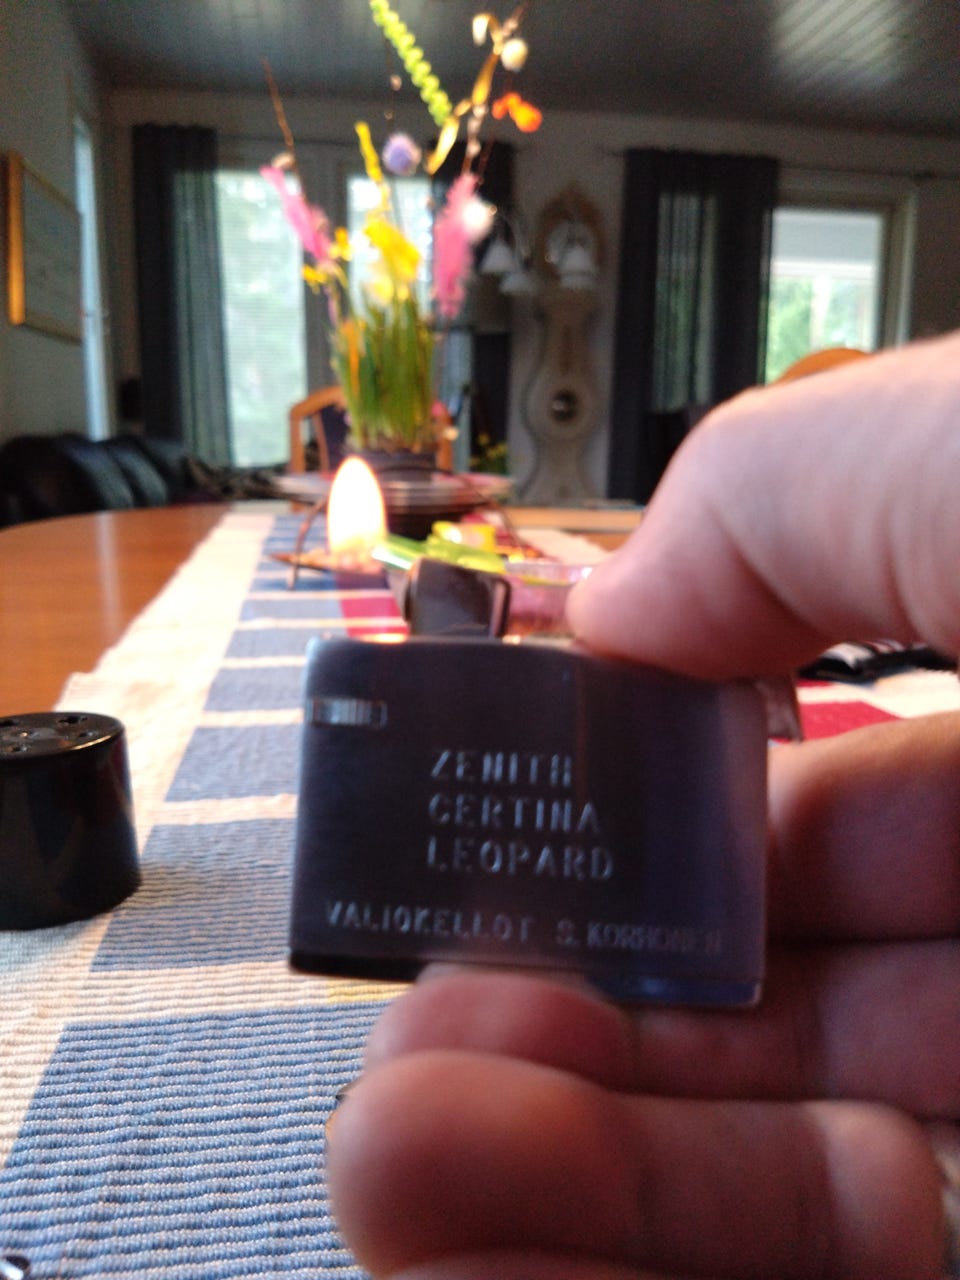 ZENITH
CERTINA
LEOPARD
VALIOKELLOT S. KORHONEN